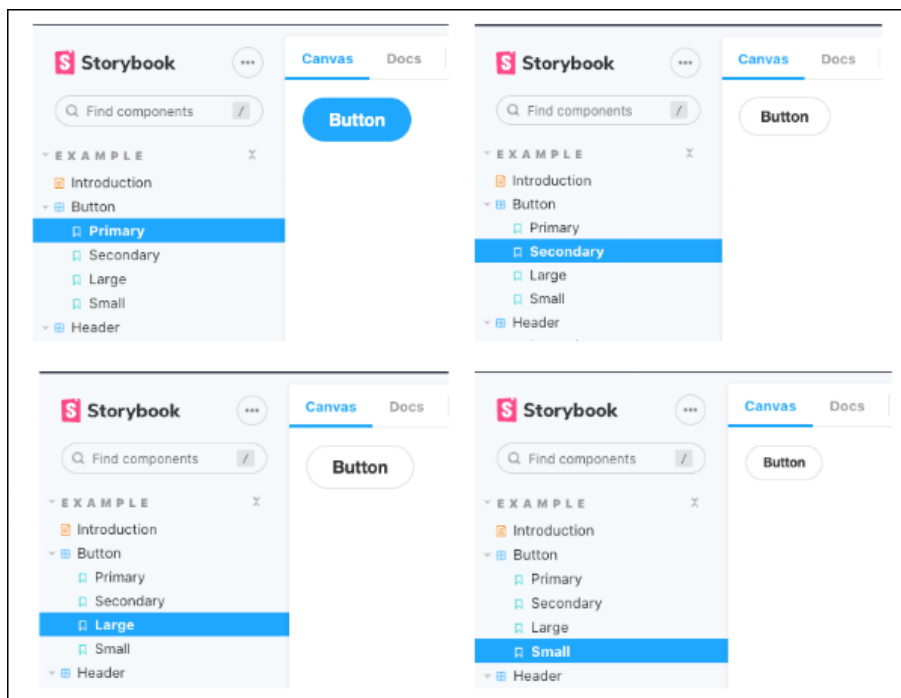 S Storybook
Canvas Docs
Find components /
Button
EXAMPLE
Introduction
Button
Primary
Secondary
Large
Small
Header
S Storybook
Canvas Docs
Find components /
Button
EXAMPLE
Introduction
Button
Primary
Secondary
Large
Small
Header
S Storybook
Canvas Docs
Find components /
Button
EXAMPLE
Introduction
Button
Primary
Secondary
Large
Small
Header
S Storybook
Canvas Docs
Find components /
Button
EXAMPLE
Introduction
Button
Primary
Secondary
Large
Small
Header